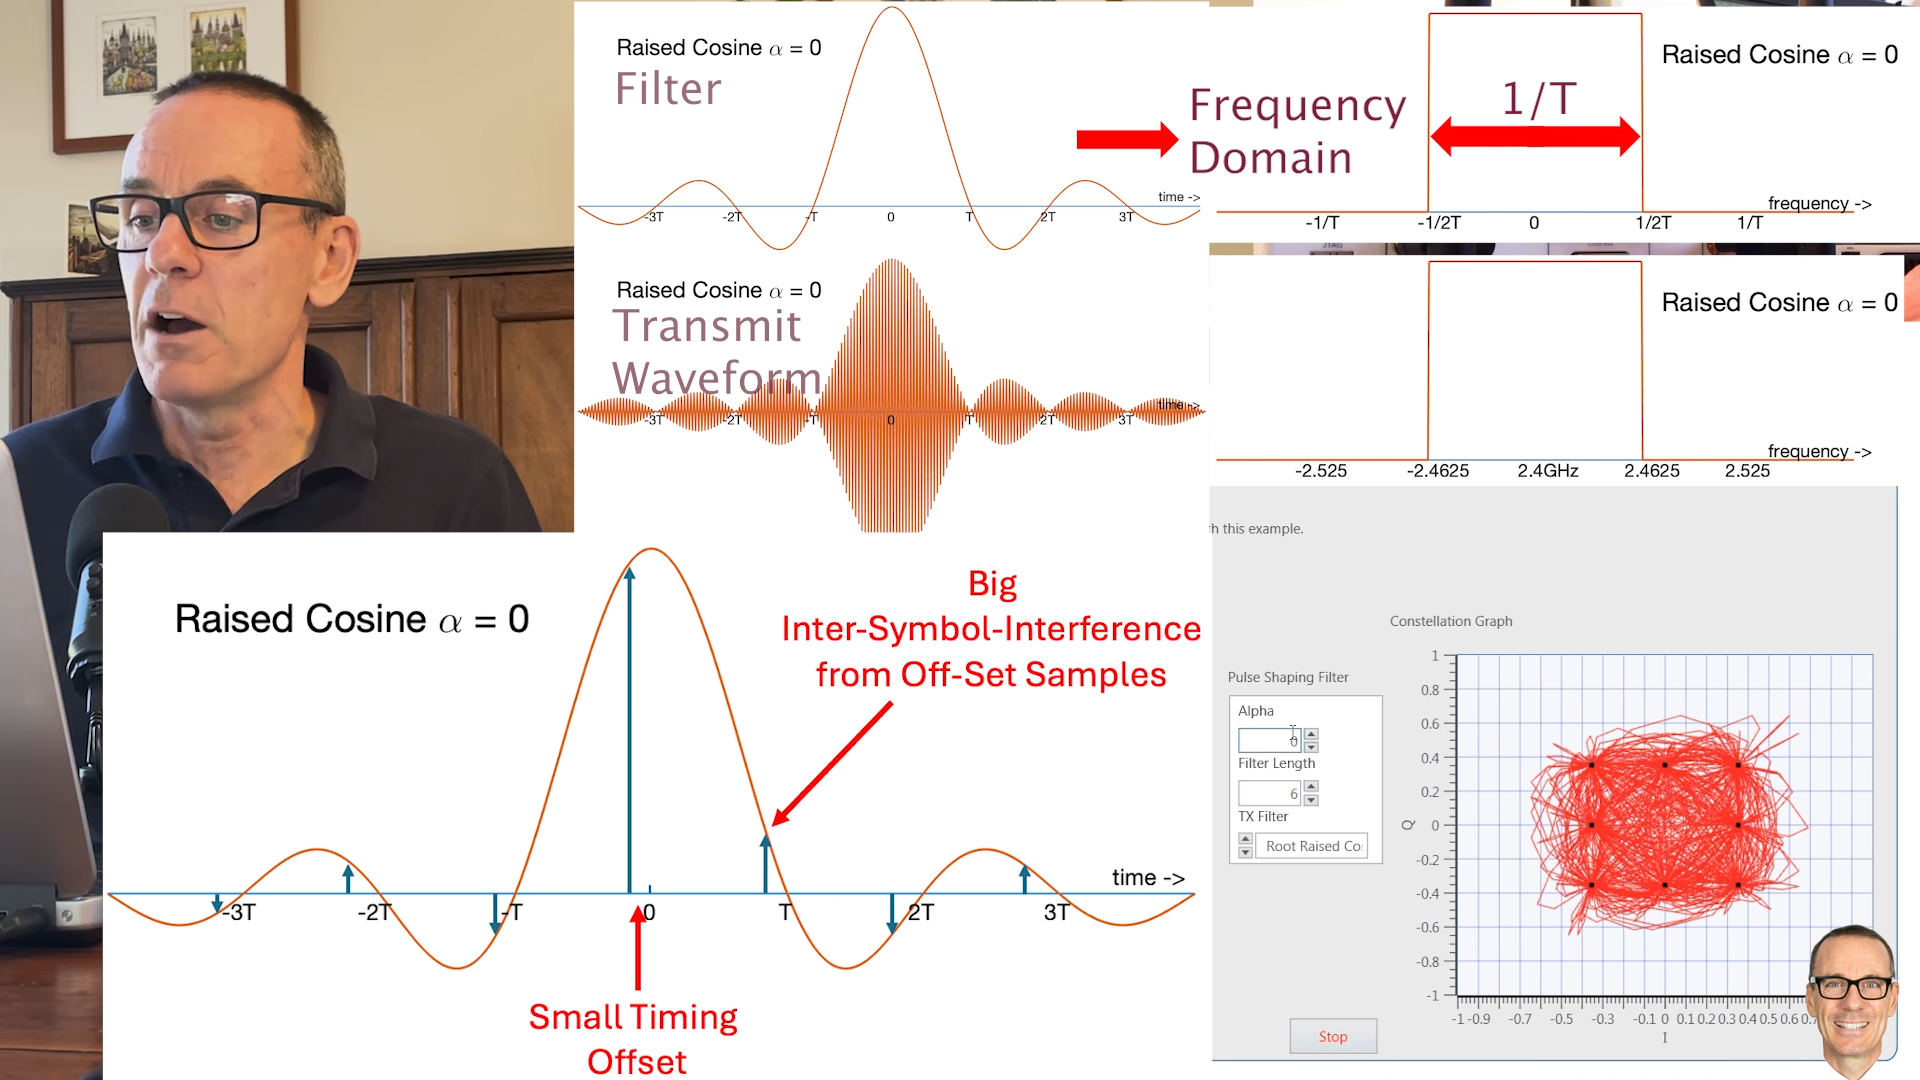 Raised Cosine α = 0
Filter
time ->
-3T -2T -T 0 T 2T 3T
Frequency
Domain
1/T
Raised Cosine α = 0
frequency ->
-1/T -1/2T 0 1/2T 1/T
JTAG
Raised Cosine α = 0
Transmit
Waveform
time ->
-3T -2T -T 0 T 2T 3T
Raised Cosine α = 0
frequency ->
-2.525 -2.4625 2.4GHz 2.4625 2.525
Raised Cosine α = 0
Big
Inter-Symbol-Interference
from Off-Set Samples
time ->
-3T -2T -T 0 T 2T 3T
Small Timing
Offset
h this example.
Constellation Graph
Pulse Shaping Filter
Alpha
0
Filter Length
6
TX Filter
Root Raised Co
1
0.8
0.6
0.4
0.2
0
-0.2
-0.4
-0.6
-0.8
-1
Q
-1 -0.9 -0.7 -0.5 -0.3 -0.1 0 0.1 0.2 0.3 0.4 0.5 0.6 0.7
I
Stop